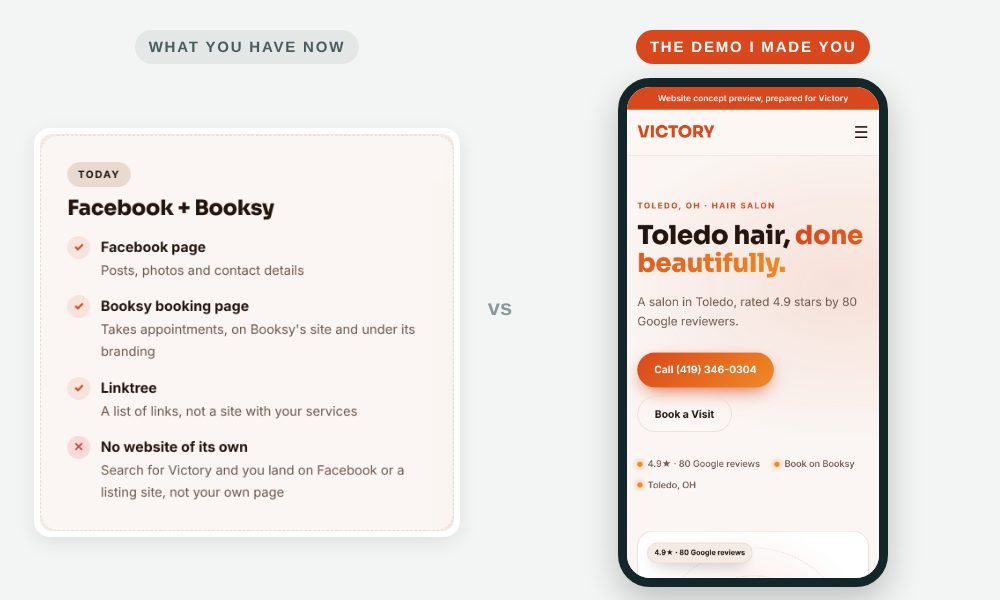 WHAT YOU HAVE NOW
TODAY
Facebook + Booksy
Facebook page
Posts, photos and contact details
Booksy booking page
Takes appointments, on Booksy's site and under its
branding
Linktree
A list of links, not a site with your services
No website of its own
Search for Victory and you land on Facebook or a
listing site, not your own page
vs
THE DEMO I MADE YOU
Website concept preview, prepared for Victory
VICTORY
TOLEDO, OH · HAIR SALON
Toledo hair, done
beautifully.
A salon in Toledo, rated 4.9 stars by 80
Google reviewers.
Call (419) 346-0304
Book a Visit
4.9★ · 80 Google reviews
Book on Booksy
Toledo, OH
4.9★ · 80 Google reviews